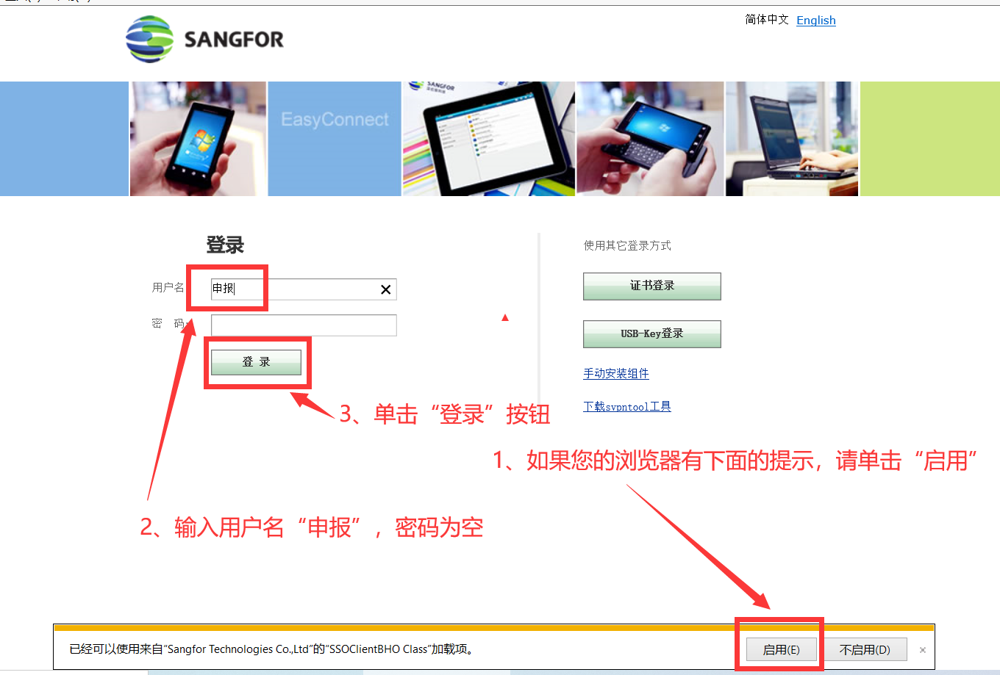 简体中文 English
SANGFOR
SANGFOR
EasyConnect
登录
使用其它登录方式
用户名
申报
证书登录
密 码:
USB-Key登录
登 录
手动安装组件
下载svpntool工具
3、单击“登录”按钮
1、如果您的浏览器有下面的提示，请单击“启用”
2、输入用户名“申报”，密码为空
已经可以使用来自“Sangfor Technologies Co.,Ltd”的“SSOClientBHO Class”加载项。
启用(E)
不启用(D)